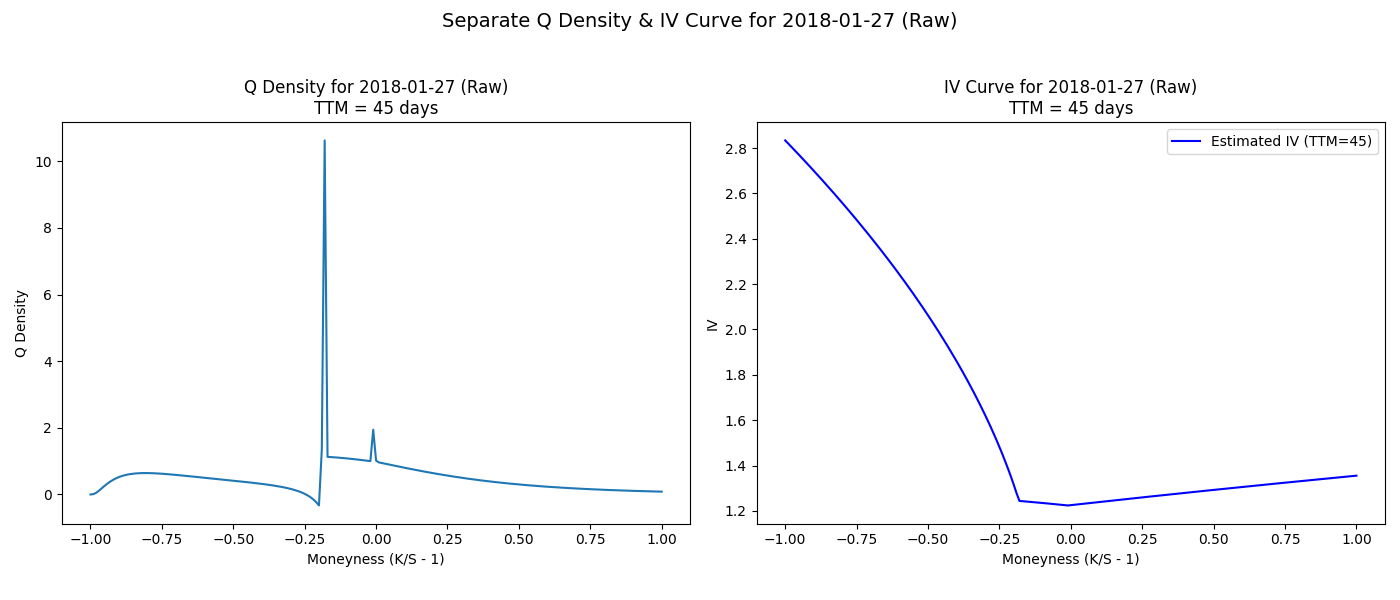 Separate Q Density & IV Curve for 2018-01-27 (Raw)
Q Density for 2018-01-27 (Raw)
TTM = 45 days
Q Density
10
8
6
4
2
0
−1.00 −0.75 −0.50 −0.25 0.00 0.25 0.50 0.75 1.00
Moneyness (K/S - 1)
IV Curve for 2018-01-27 (Raw)
TTM = 45 days
Estimated IV (TTM=45)
IV
2.8
2.6
2.4
2.2
2.0
1.8
1.6
1.4
1.2
−1.00 −0.75 −0.50 −0.25 0.00 0.25 0.50 0.75 1.00
Moneyness (K/S - 1)